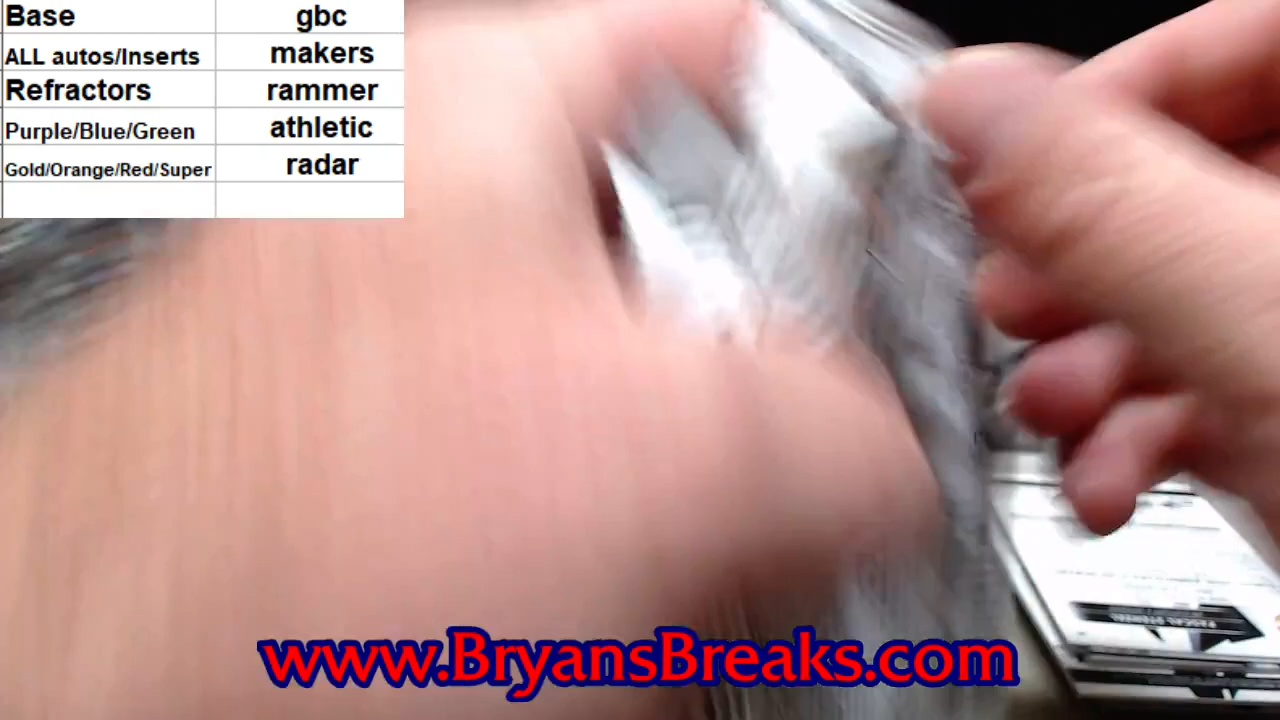 Base gbc
ALL autos/Inserts makers
Refractors rammer
Purple/Blue/Green athletic
Gold/Orange/Red/Super radar
www.BryansBreaks.com